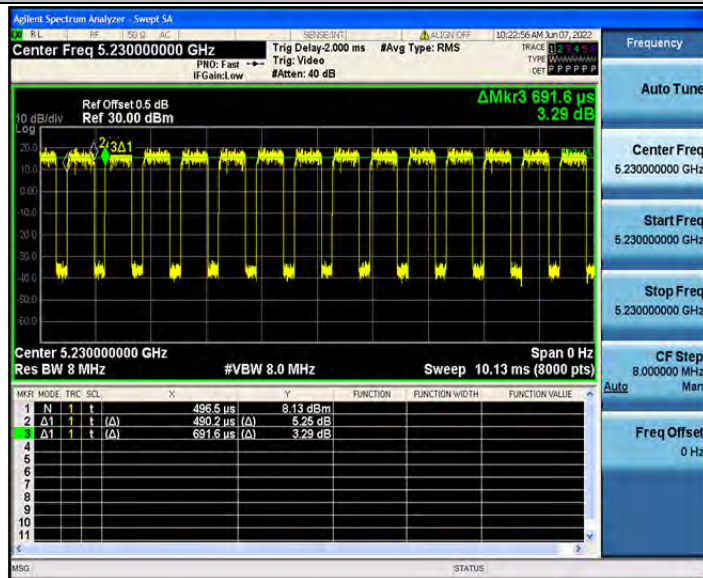 Agilent Spectrum Analyzer - Swept SA
RL RF 50 Ω AC SENSE:INT ALIGN OFF 10:22:56 AM Jun 07, 2022
Center Freq 5.230000000 GHz
PNO: Fast
IFGain:Low
Trig Delay-2.000 ms
Trig: Video
#Atten: 40 dB
#Avg Type: RMS
TRACE 1 2 3 4 5 6
TYPE
DET P P P P P P
ΔMkr3 691.6 µs
3.29 dB
Ref Offset 0.5 dB
Ref 30.00 dBm
10 dB/div
Log
20.0
10.0
0.00
-10.0
-20.0
-30.0
-40.0
-50.0
-60.0
2
3Δ1
Center 5.230000000 GHz
Span 0 Hz
Res BW 8 MHz
#VBW 8.0 MHz
Sweep 10.13 ms (8000 pts)
MKR MODE TRC SCL X Y FUNCTION FUNCTION WIDTH FUNCTION VALUE
1 N 1 t 496.5 µs 8.13 dBm
2 Δ1 1 t (Δ) 490.2 µs (Δ) 5.25 dB
3 Δ1 1 t (Δ) 691.6 µs (Δ) 3.29 dB
4
5
6
7
8
9
10
11
MSG
STATUS
Frequency
Auto Tune
Center Freq
5.230000000 GHz
Start Freq
5.230000000 GHz
Stop Freq
5.230000000 GHz
CF Step
8.000000 MHz
Auto Man
Freq Offset
0 Hz